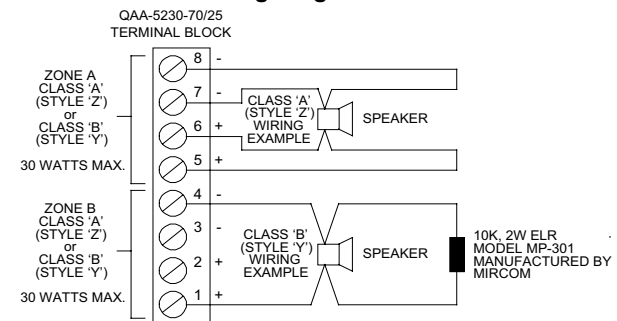 QAA-5230-70/25
TERMINAL BLOCK
ZONE A
CLASS 'A'
(STYLE 'Z')
or
CLASS 'B'
(STYLE 'Y')
30 WATTS MAX.
8 -
7 -
6 +
5 +
CLASS 'A'
(STYLE 'Z')
WIRING
EXAMPLE
SPEAKER
ZONE B
CLASS 'A'
(STYLE 'Z')
or
CLASS 'B'
(STYLE 'Y')
30 WATTS MAX.
4 -
3 -
2 +
1 +
CLASS 'B'
(STYLE 'Y')
WIRING
EXAMPLE
SPEAKER
10K, 2W ELR
MODEL MP-301
MANUFACTURED BY
MIRCOM